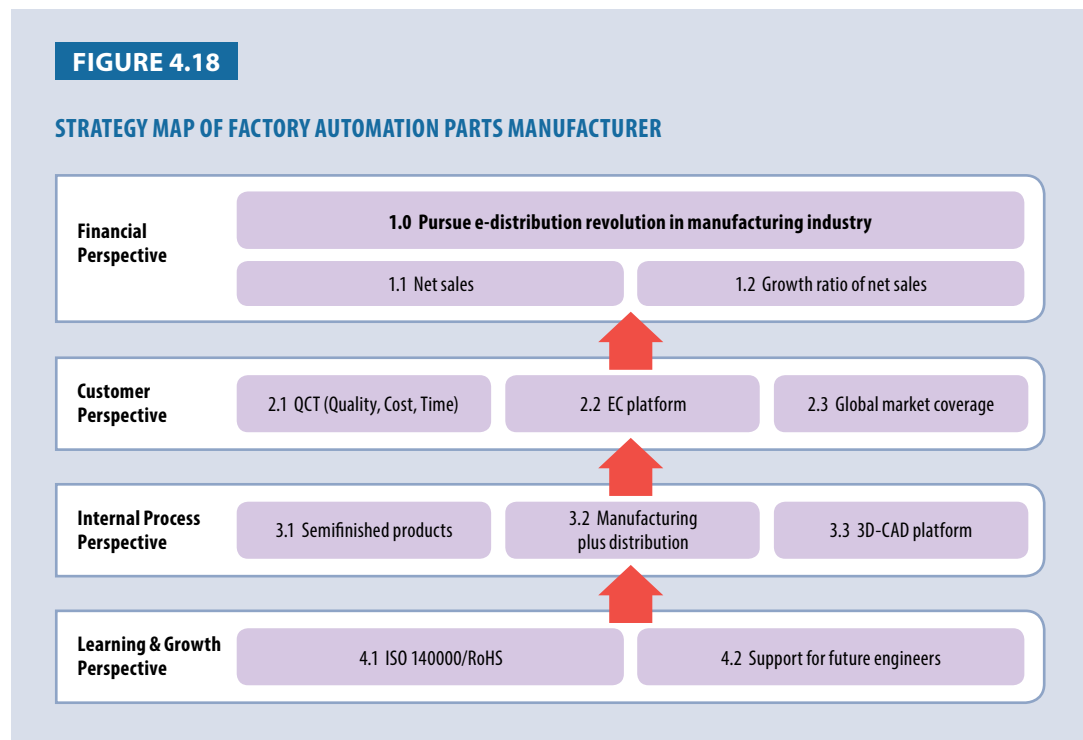 FIGURE 4.18
STRATEGY MAP OF FACTORY AUTOMATION PARTS MANUFACTURER
Financial
Perspective
1.0 Pursue e-distribution revolution in manufacturing industry
1.1 Net sales
1.2 Growth ratio of net sales
Customer
Perspective
2.1 QCT (Quality, Cost, Time)
2.2 EC platform
2.3 Global market coverage
Internal Process
Perspective
3.1 Semifinished products
3.2 Manufacturing
plus distribution
3.3 3D-CAD platform
Learning & Growth
Perspective
4.1 ISO 140000/RoHS
4.2 Support for future engineers